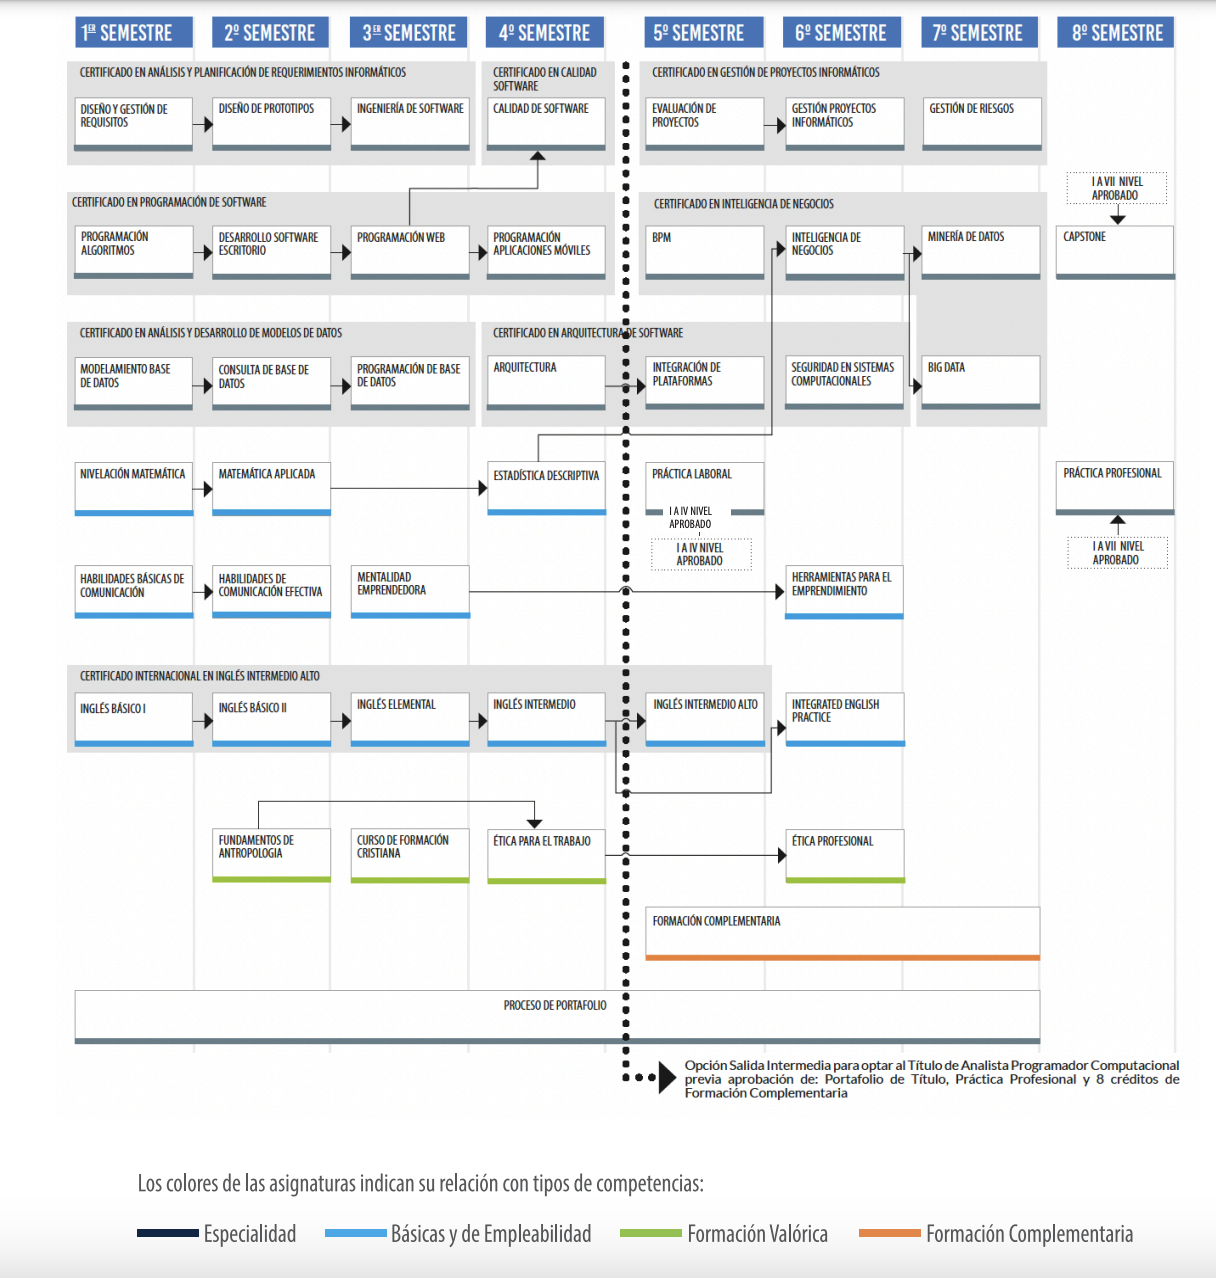 1ER SEMESTRE
2º SEMESTRE
3ER SEMESTRE
4º SEMESTRE
5º SEMESTRE
6º SEMESTRE
7º SEMESTRE
8º SEMESTRE
CERTIFICADO EN ANÁLISIS Y PLANIFICACIÓN DE REQUERIMIENTOS INFORMÁTICOS
CERTIFICADO EN CALIDAD
SOFTWARE
CERTIFICADO EN GESTIÓN DE PROYECTOS INFORMÁTICOS
DISEÑO Y GESTIÓN DE
REQUISITOS
DISEÑO DE PROTOTIPOS
INGENIERÍA DE SOFTWARE
CALIDAD DE SOFTWARE
EVALUACIÓN DE
PROYECTOS
GESTIÓN PROYECTOS
INFORMÁTICOS
GESTIÓN DE RIESGOS
I A VII NIVEL
APROBADO
CERTIFICADO EN PROGRAMACIÓN DE SOFTWARE
CERTIFICADO EN INTELIGENCIA DE NEGOCIOS
PROGRAMACIÓN
ALGORITMOS
DESARROLLO SOFTWARE
ESCRITORIO
PROGRAMACIÓN WEB
PROGRAMACIÓN
APLICACIONES MÓVILES
BPM
INTELIGENCIA DE
NEGOCIOS
MINERÍA DE DATOS
CAPSTONE
CERTIFICADO EN ANÁLISIS Y DESARROLLO DE MODELOS DE DATOS
CERTIFICADO EN ARQUITECTURA DE SOFTWARE
MODELAMIENTO BASE
DE DATOS
CONSULTA DE BASE DE
DATOS
PROGRAMACIÓN DE BASE
DE DATOS
ARQUITECTURA
INTEGRACIÓN DE
PLATAFORMAS
SEGURIDAD EN SISTEMAS
COMPUTACIONALES
BIG DATA
NIVELACIÓN MATEMÁTICA
MATEMÁTICA APLICADA
ESTADÍSTICA DESCRIPTIVA
PRÁCTICA LABORAL
I A IV NIVEL
APROBADO
I A IV NIVEL
APROBADO
PRÁCTICA PROFESIONAL
I A VII NIVEL
APROBADO
HABILIDADES BÁSICAS DE
COMUNICACIÓN
HABILIDADES DE
COMUNICACIÓN EFECTIVA
MENTALIDAD
EMPRENDEDORA
HERRAMIENTAS PARA EL
EMPRENDIMIENTO
CERTIFICADO INTERNACIONAL EN INGLÉS INTERMEDIO ALTO
INGLÉS BÁSICO I
INGLÉS BÁSICO II
INGLÉS ELEMENTAL
INGLÉS INTERMEDIO
INGLÉS INTERMEDIO ALTO
INTEGRATED ENGLISH
PRACTICE
FUNDAMENTOS DE
ANTROPOLOGIA
CURSO DE FORMACIÓN
CRISTIANA
ÉTICA PARA EL TRABAJO
ÉTICA PROFESIONAL
FORMACIÓN COMPLEMENTARIA
PROCESO DE PORTAFOLIO
Opción Salida Intermedia para optar al Título de Analista Programador Computacional
previa aprobación de: Portafolio de Título, Práctica Profesional y 8 créditos de
Formación Complementaria
Los colores de las asignaturas indican su relación con tipos de competencias:
Especialidad
Básicas y de Empleabilidad
Formación Valórica
Formación Complementaria